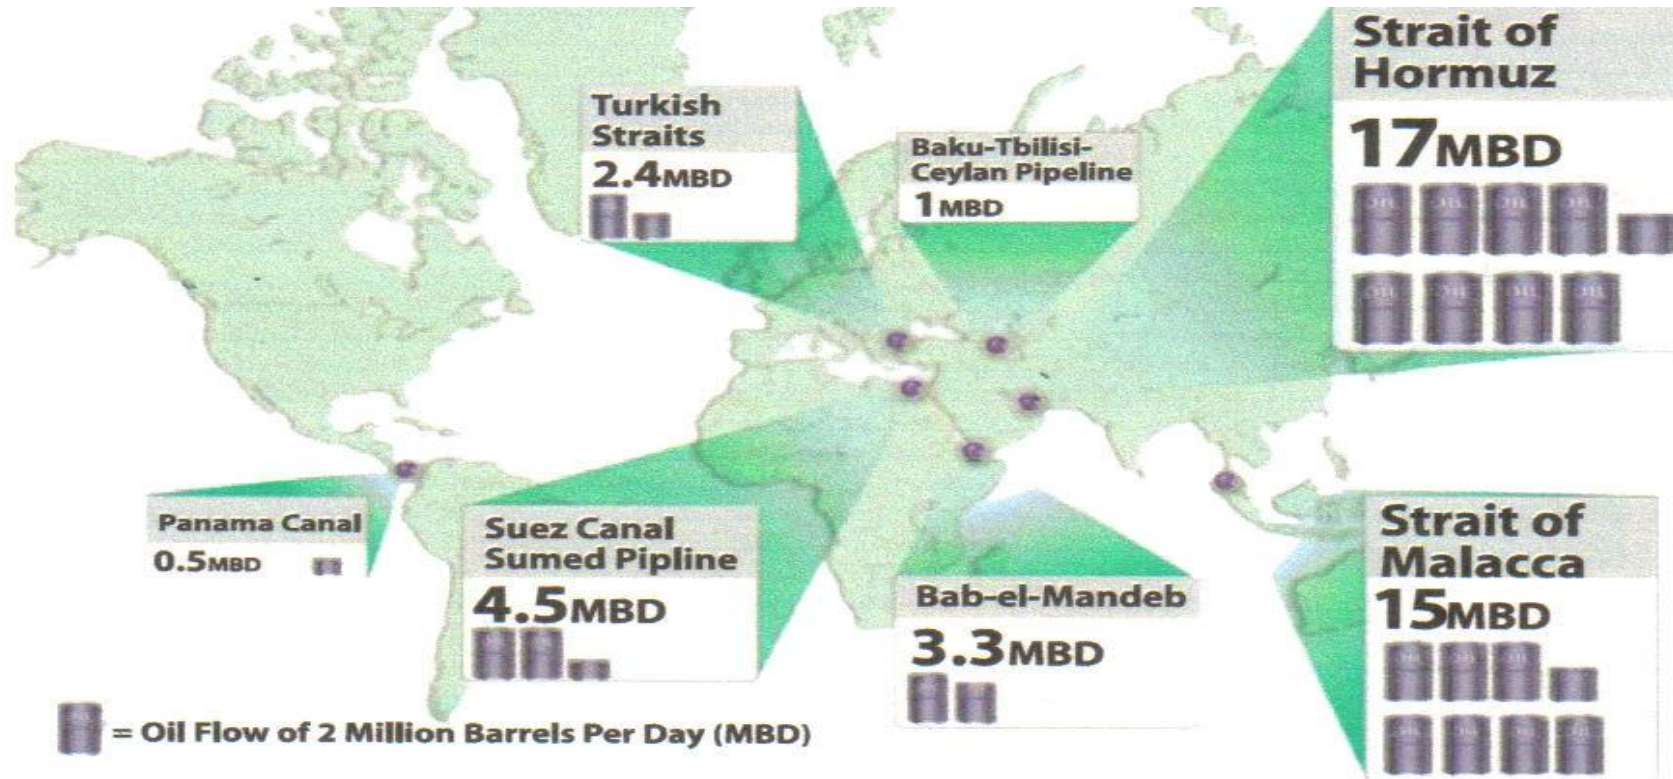 Strait of
Hormuz
17MBD
Turkish
Straits
2.4MBD
Baku-Tbilisi-
Ceylan Pipeline
1MBD
Panama Canal
0.5MBD
Suez Canal
Sumed Pipline
4.5MBD
Bab-el-Mandeb
3.3MBD
Strait of
Malacca
15MBD
= Oil Flow of 2 Million Barrels Per Day (MBD)